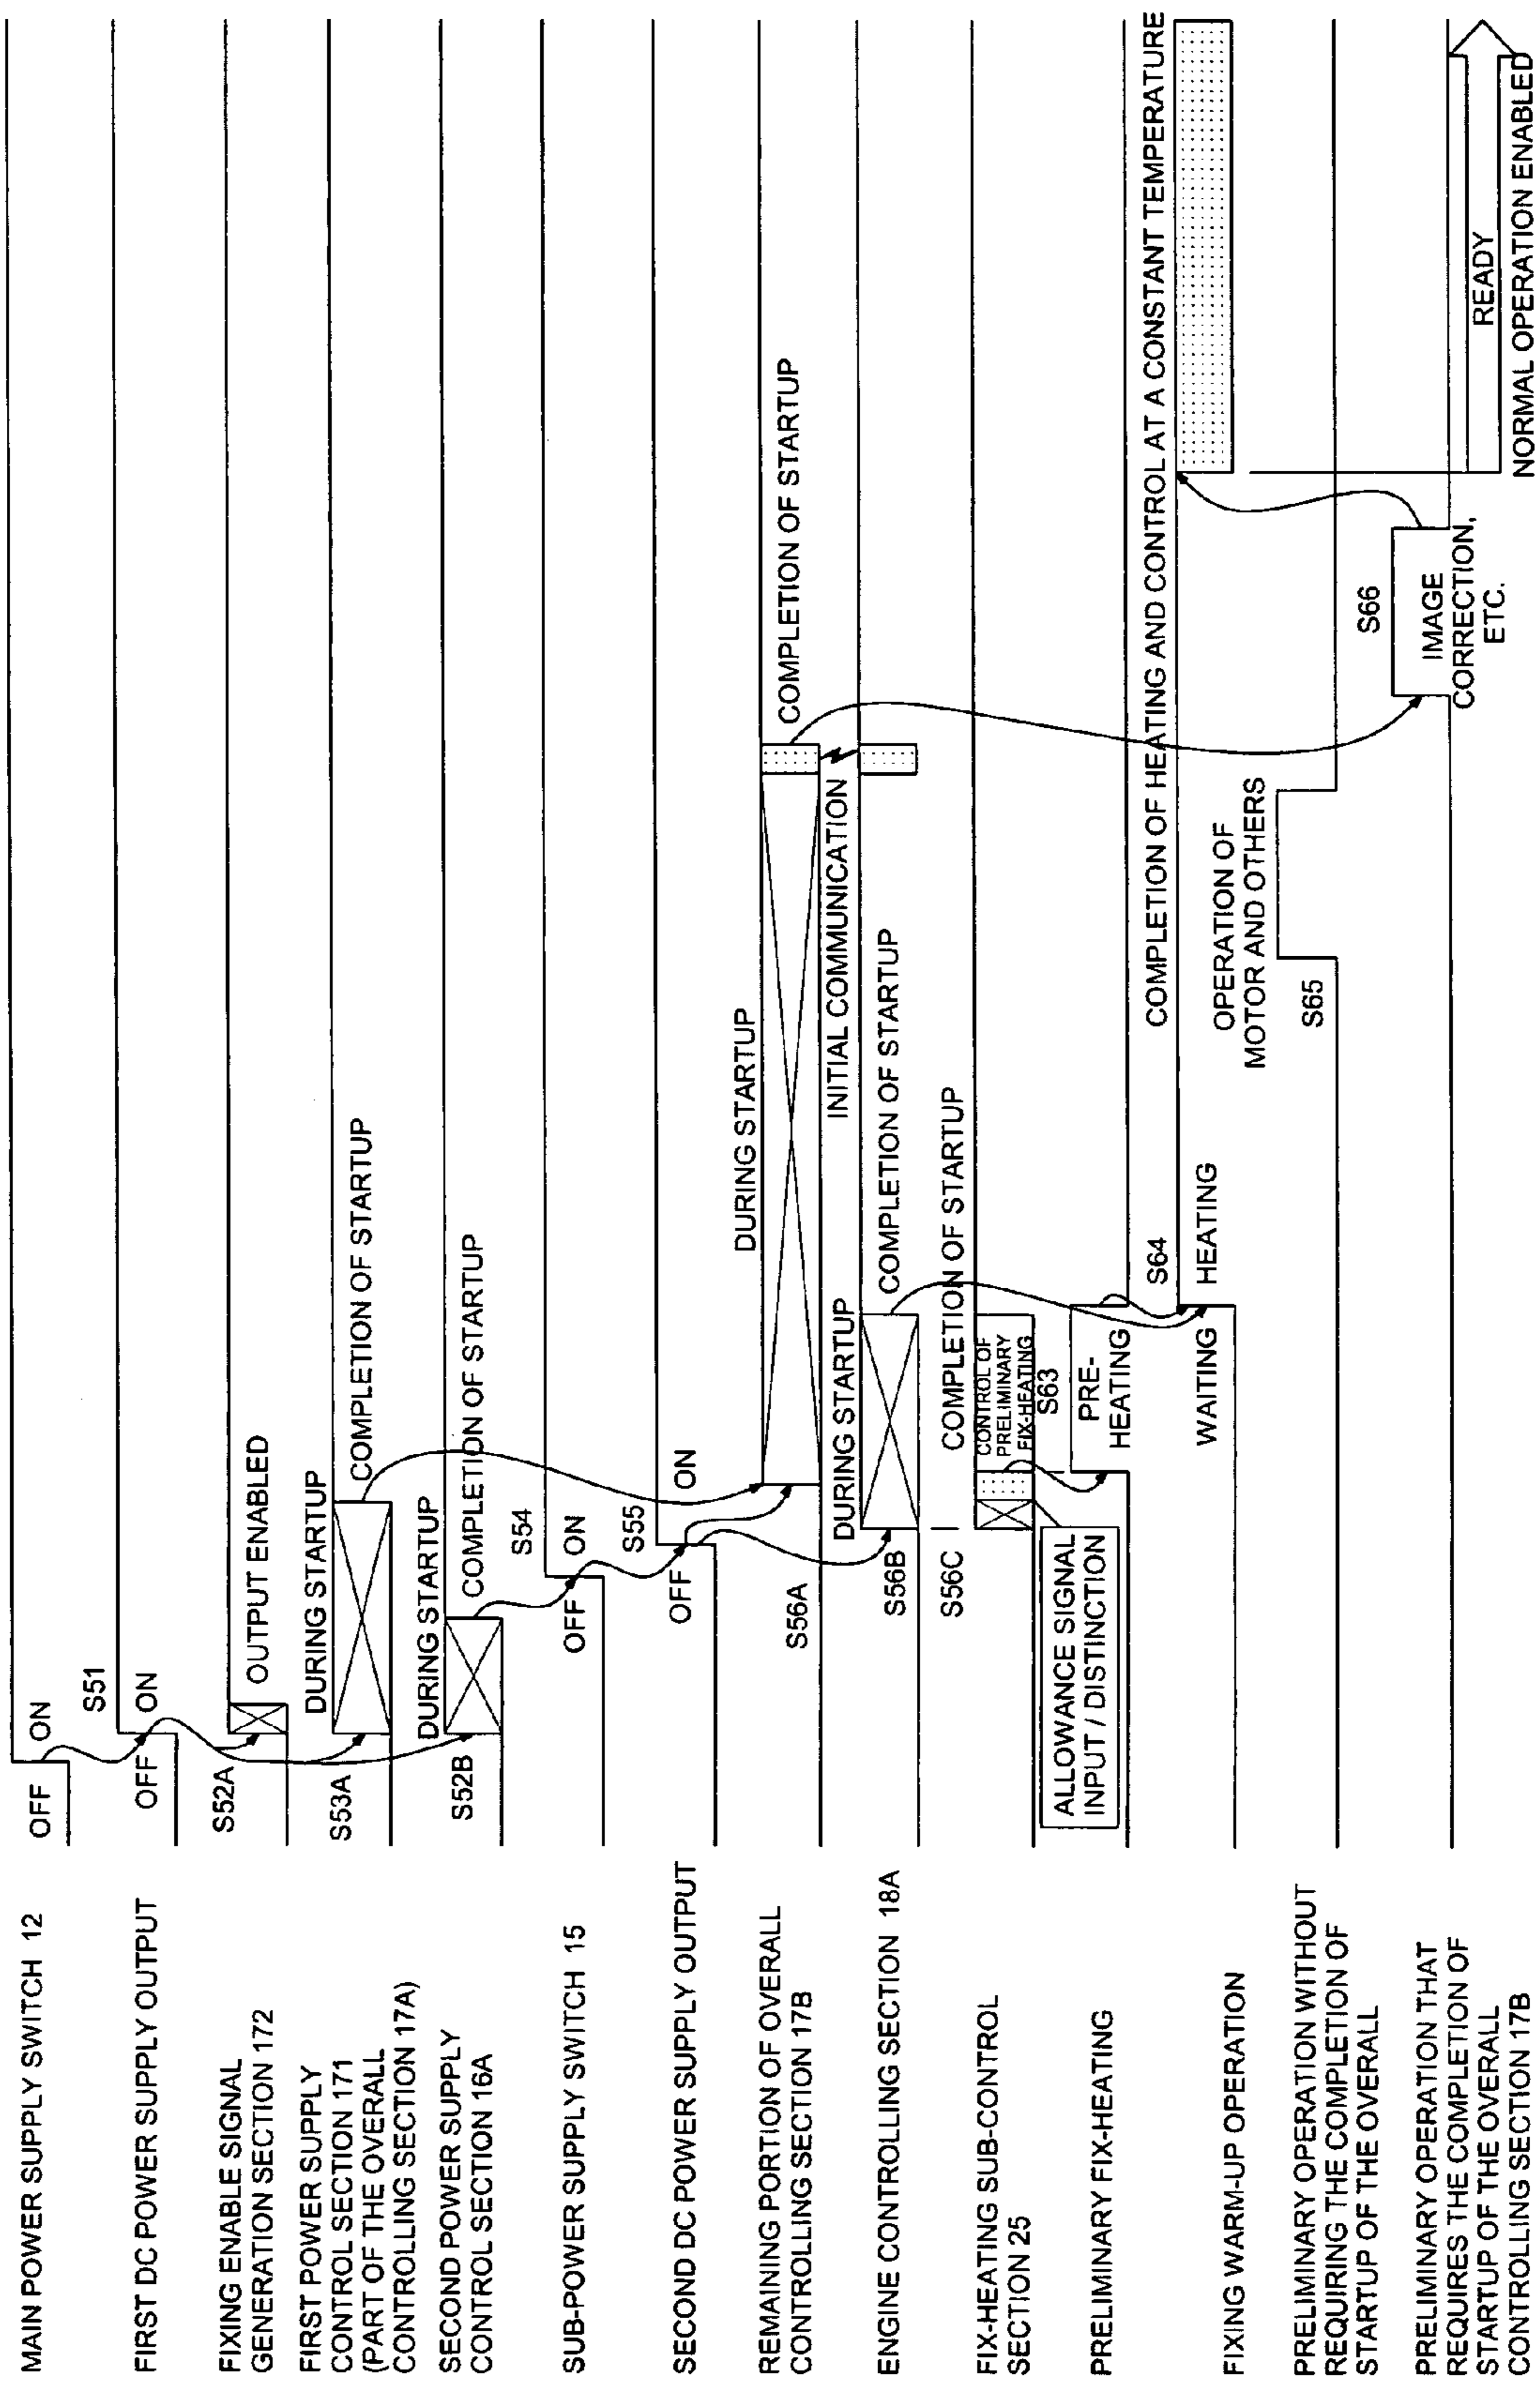 MAIN POWER SUPPLY SWITCH 12
OFF
ON
FIRST DC POWER SUPPLY OUTPUT
S51
OFF
ON
FIXING ENABLE SIGNAL
GENERATION SECTION 172
S52A
OUTPUT ENABLED
FIRST POWER SUPPLY
CONTROL SECTION 171
(PART OF THE OVERALL
CONTROLLING SECTION 17A)
S53A
DURING STARTUP
COMPLETION OF STARTUP
SECOND POWER SUPPLY
CONTROL SECTION 16A
S52B
DURING STARTUP
COMPLETION OF STARTUP
SUB-POWER SUPPLY SWITCH 15
S54
OFF
ON
SECOND DC POWER SUPPLY OUTPUT
S55
OFF
ON
REMAINING PORTION OF OVERALL
CONTROLLING SECTION 17B
S56A
DURING STARTUP
COMPLETION OF STARTUP
INITIAL COMMUNICATION
ENGINE CONTROLLING SECTION 18A
S56B
DURING STARTUP
COMPLETION OF STARTUP
FIX-HEATING SUB-CONTROL
SECTION 25
S56C
COMPLETION OF STARTUP
CONTROL OF
PRELIMINARY
FIX-HEATING
ALLOWANCE SIGNAL
INPUT / DISTINCTION
PRELIMINARY FIX-HEATING
S63
PRE-
HEATING
FIXING WARM-UP OPERATION
WAITING
S64
HEATING
COMPLETION OF HEATING AND CONTROL AT A CONSTANT TEMPERATURE
PRELIMINARY OPERATION WITHOUT
REQUIRING THE COMPLETION OF
STARTUP OF THE OVERALL
S65
OPERATION OF
MOTOR AND OTHERS
PRELIMINARY OPERATION THAT
REQUIRES THE COMPLETION OF
STARTUP OF THE OVERALL
CONTROLLING SECTION 17B
S66
IMAGE
CORRECTION,
ETC.
READY
NORMAL OPERATION ENABLED